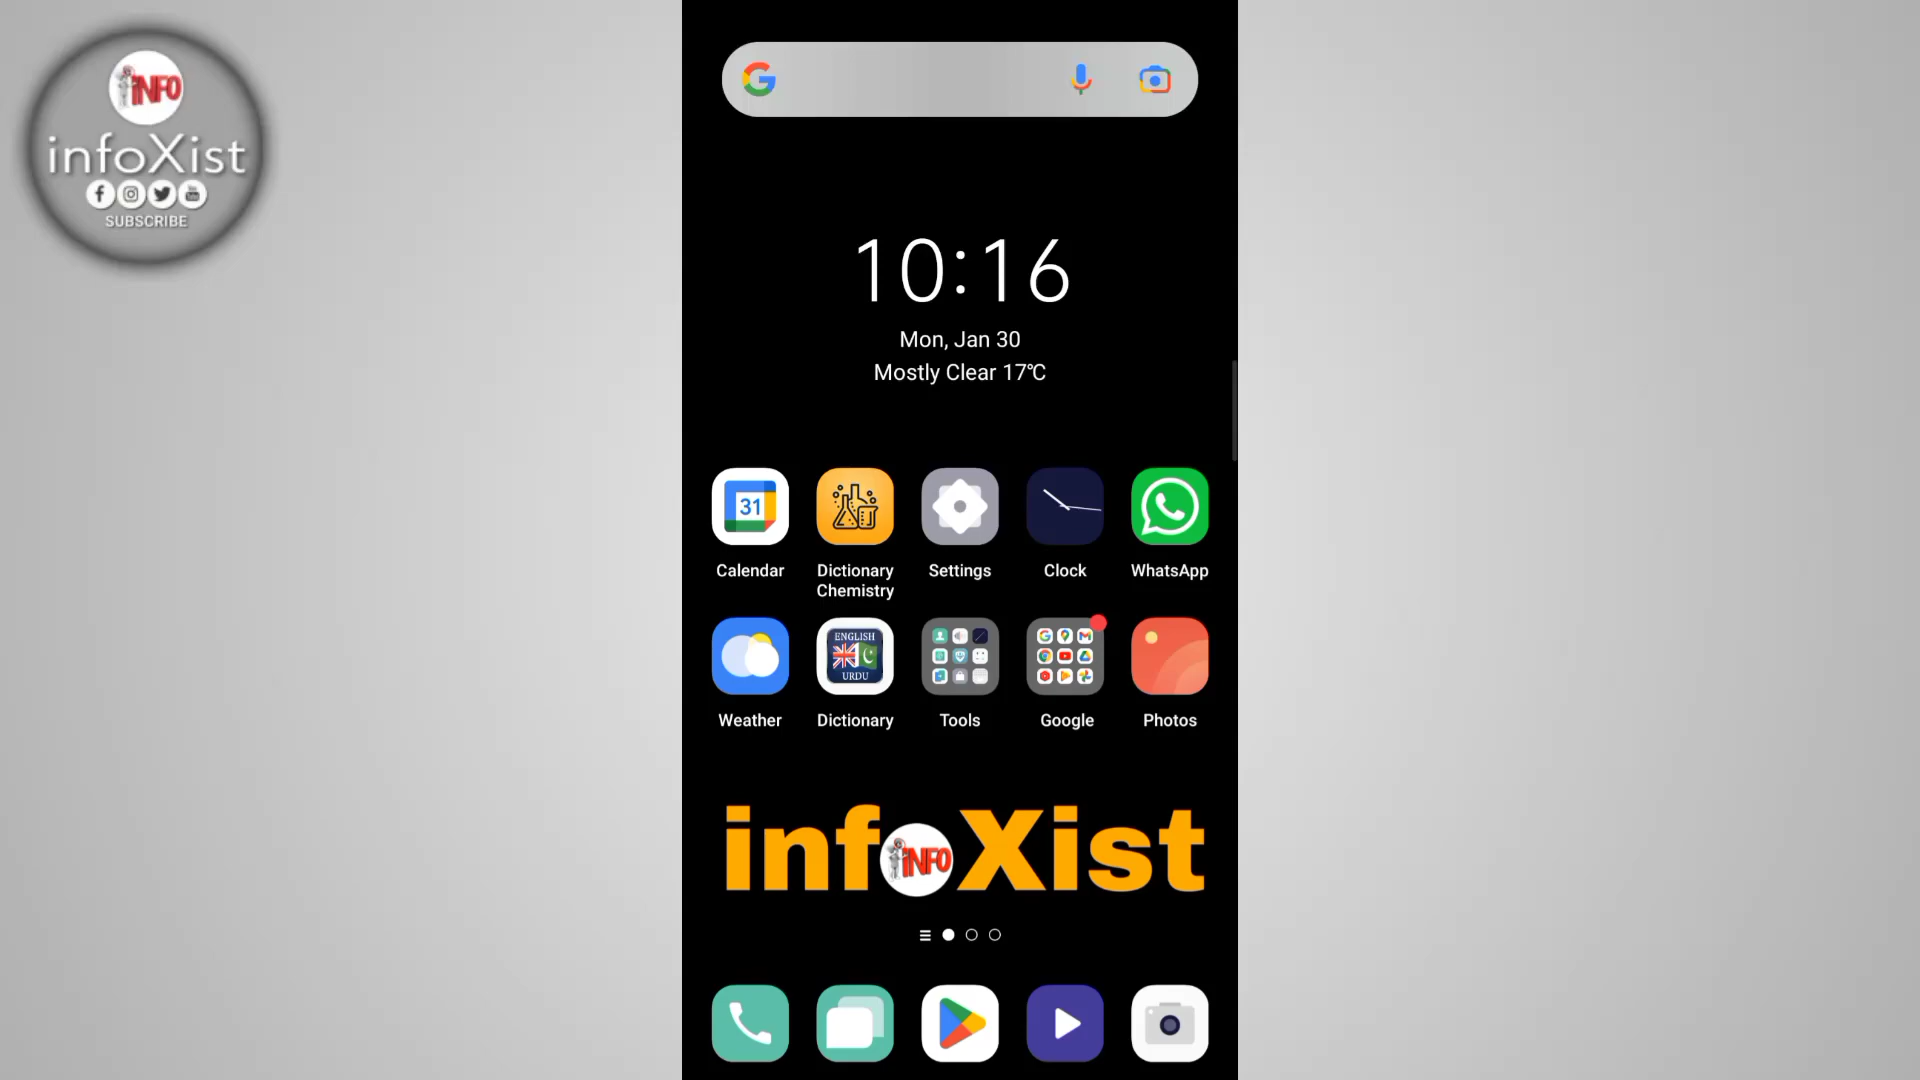 INFO
infoXist
SUBSCRIBE
10:16
Mon, Jan 30
Mostly Clear 17℃
31
Calendar
Dictionary Chemistry
Settings
Clock
WhatsApp
ENGLISH
URDU
Weather
Dictionary
Tools
Google
Photos
infoXist
INFO